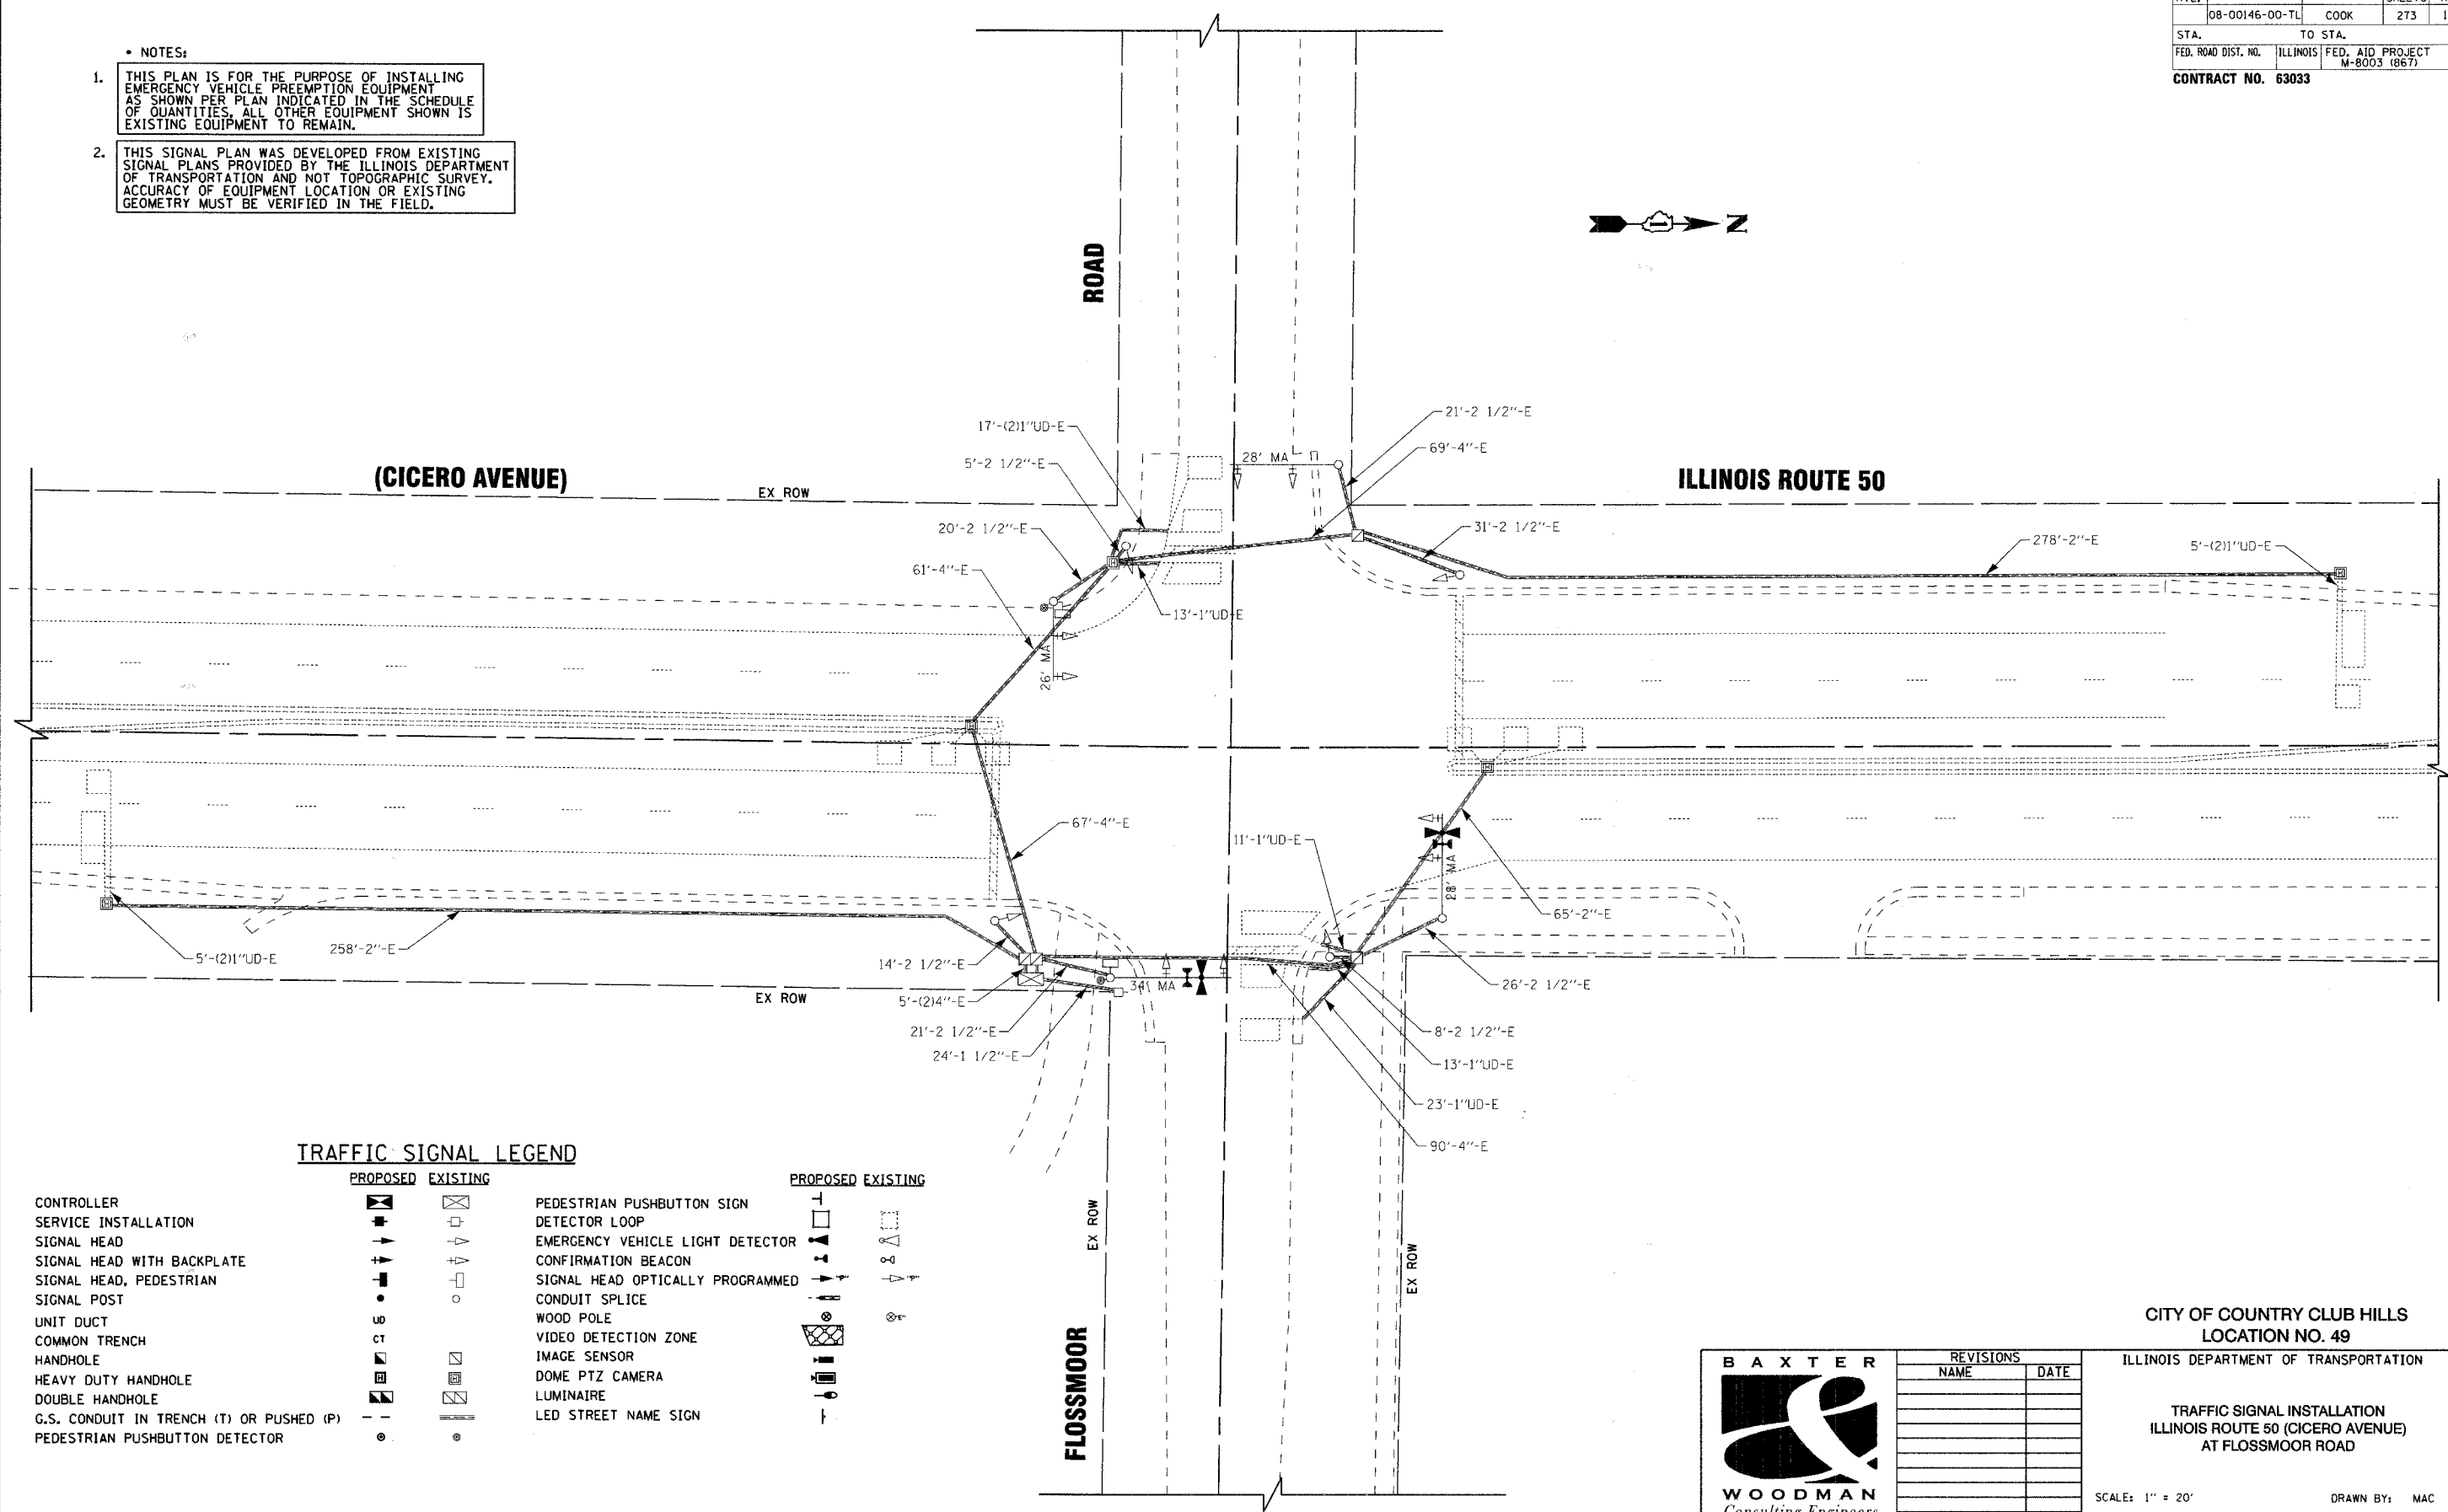 08-00146-00-TL COOK 273
STA. TO STA.
FED. ROAD DIST. NO. ILLINOIS FED. AID PROJECT
M-8003 (867)
CONTRACT NO. 63033
• NOTES:
1. THIS PLAN IS FOR THE PURPOSE OF INSTALLING
EMERGENCY VEHICLE PREEMPTION EQUIPMENT
AS SHOWN PER PLAN INDICATED IN THE SCHEDULE
OF QUANTITIES, ALL OTHER EQUIPMENT SHOWN IS
EXISTING EQUIPMENT TO REMAIN.
2. THIS SIGNAL PLAN WAS DEVELOPED FROM EXISTING
SIGNAL PLANS PROVIDED BY THE ILLINOIS DEPARTMENT
OF TRANSPORTATION AND NOT TOPOGRAPHIC SURVEY.
ACCURACY OF EQUIPMENT LOCATION OR EXISTING
GEOMETRY MUST BE VERIFIED IN THE FIELD.
N
ROAD
21'-2 1/2"-E
17'-(2)1"UD-E
69'-4"-E
5'-2 1/2"-E
28' MA
(CICERO AVENUE)
EX ROW
ILLINOIS ROUTE 50
20'-2 1/2"-E
31'-2 1/2"-E
278'-2"-E
5'-(2)1"UD-E
61'-4"-E
13'-1"UD-E
26' MA
67'-4"-E
11'-1"UD-E
28' MA
65'-2"-E
258'-2"-E
5'-(2)1"UD-E
14'-2 1/2"-E
26'-2 1/2"-E
34' MA
EX ROW
5'-(2)4"-E
21'-2 1/2"-E
8'-2 1/2"-E
24'-1 1/2"-E
13'-1"UD-E
23'-1"UD-E
90'-4"-E
EX ROW
EX ROW
FLOSSMOOR
TRAFFIC SIGNAL LEGEND
PROPOSED EXISTING
CONTROLLER
SERVICE INSTALLATION
SIGNAL HEAD
SIGNAL HEAD WITH BACKPLATE
SIGNAL HEAD, PEDESTRIAN
SIGNAL POST
UNIT DUCT UD
COMMON TRENCH CT
HANDHOLE
HEAVY DUTY HANDHOLE H H
DOUBLE HANDHOLE
G.S. CONDUIT IN TRENCH (T) OR PUSHED (P)
PEDESTRIAN PUSHBUTTON DETECTOR
PROPOSED EXISTING
PEDESTRIAN PUSHBUTTON SIGN
DETECTOR LOOP
EMERGENCY VEHICLE LIGHT DETECTOR
CONFIRMATION BEACON
SIGNAL HEAD OPTICALLY PROGRAMMED "P" "P"
CONDUIT SPLICE
WOOD POLE "E"
VIDEO DETECTION ZONE
IMAGE SENSOR
DOME PTZ CAMERA
LUMINAIRE
LED STREET NAME SIGN
CITY OF COUNTRY CLUB HILLS
LOCATION NO. 49
BAXTER
&
WOODMAN
Consulting Engineers
REVISIONS
NAME DATE
ILLINOIS DEPARTMENT OF TRANSPORTATION
TRAFFIC SIGNAL INSTALLATION
ILLINOIS ROUTE 50 (CICERO AVENUE)
AT FLOSSMOOR ROAD
SCALE: 1" = 20'
DRAWN BY: MAC